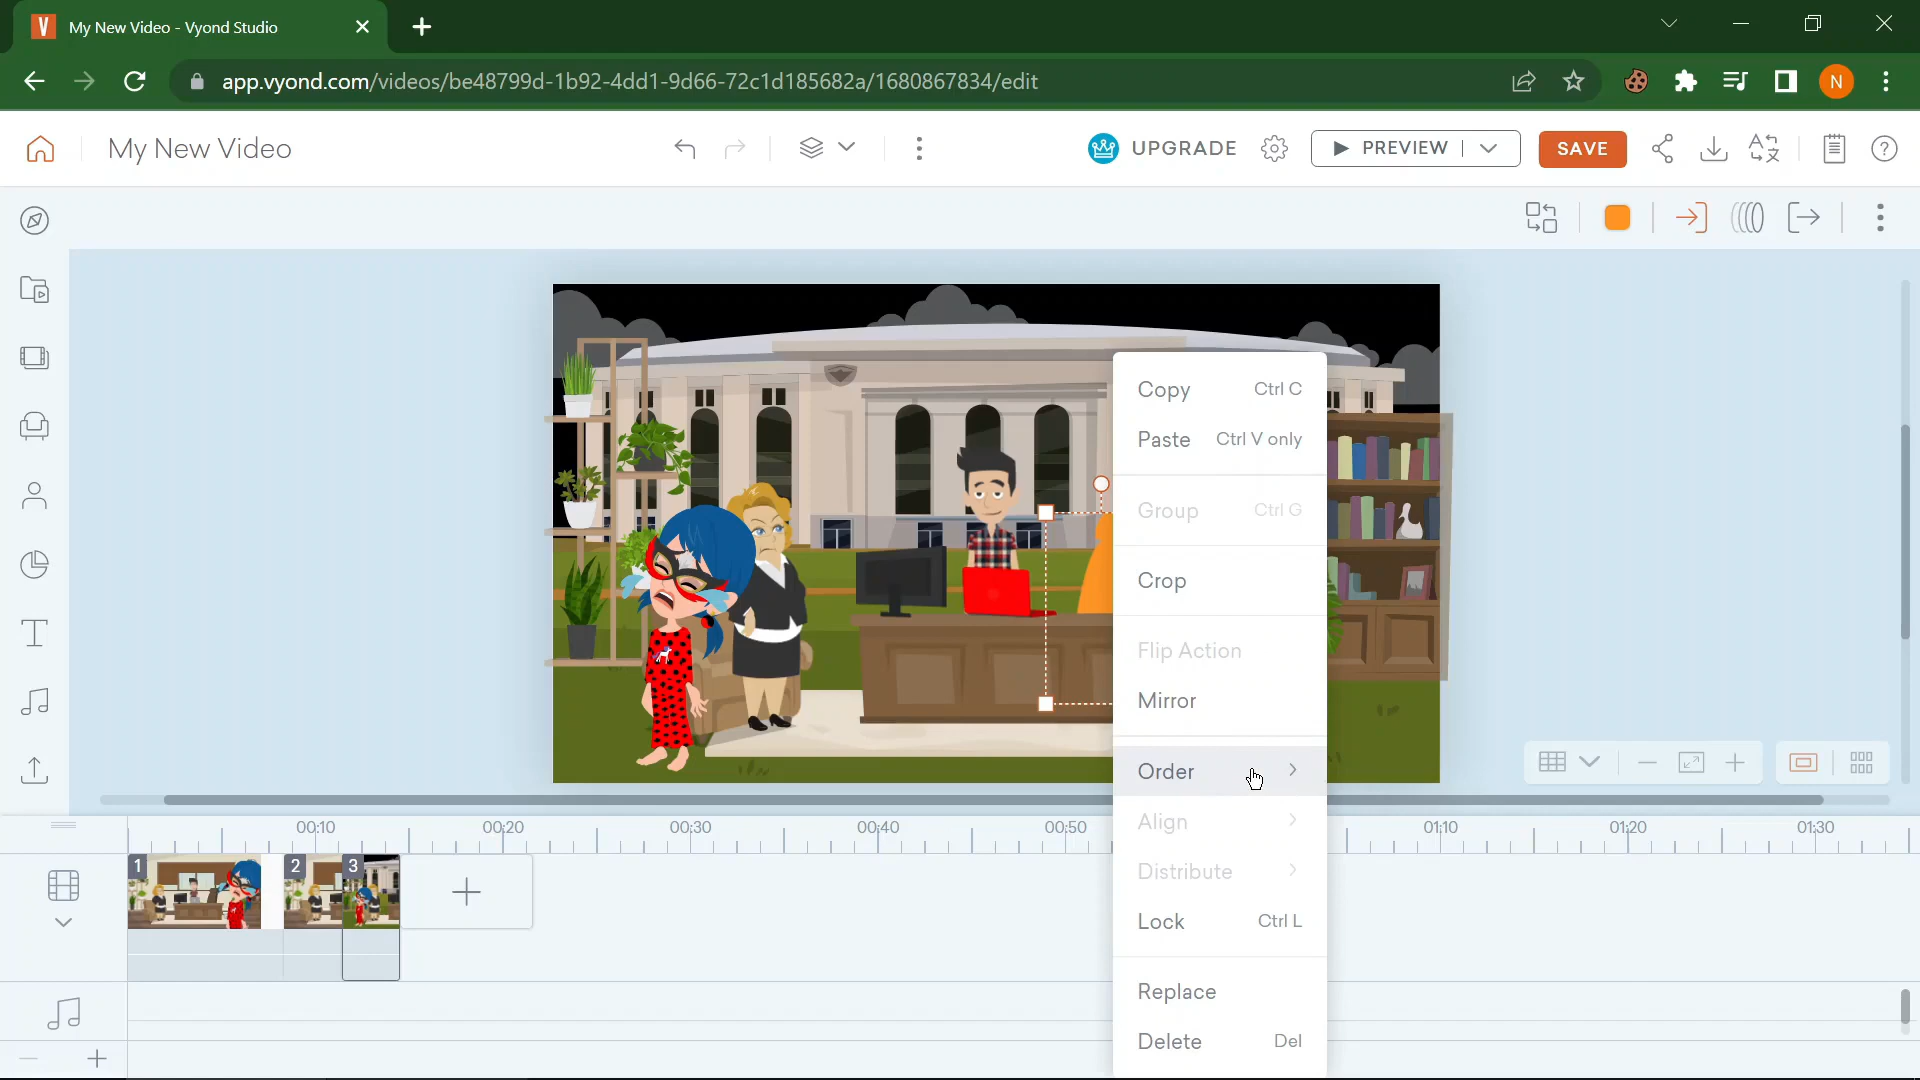 V My New Video - Vyond Studio
app.vyond.com/videos/be48799d-1b92-4dd1-9d66-72c1d185682a/1680867834/edit
N
My New Video
UPGRADE
PREVIEW
SAVE
?
Copy Ctrl C
Paste Ctrl V only
Group Ctrl G
Crop
Flip Action
Mirror
Order
Align
Distribute
Lock Ctrl L
Replace
Delete Del
00:10 00:20 00:30 00:40 00:50 01:10 01:20 01:30
1 2 3